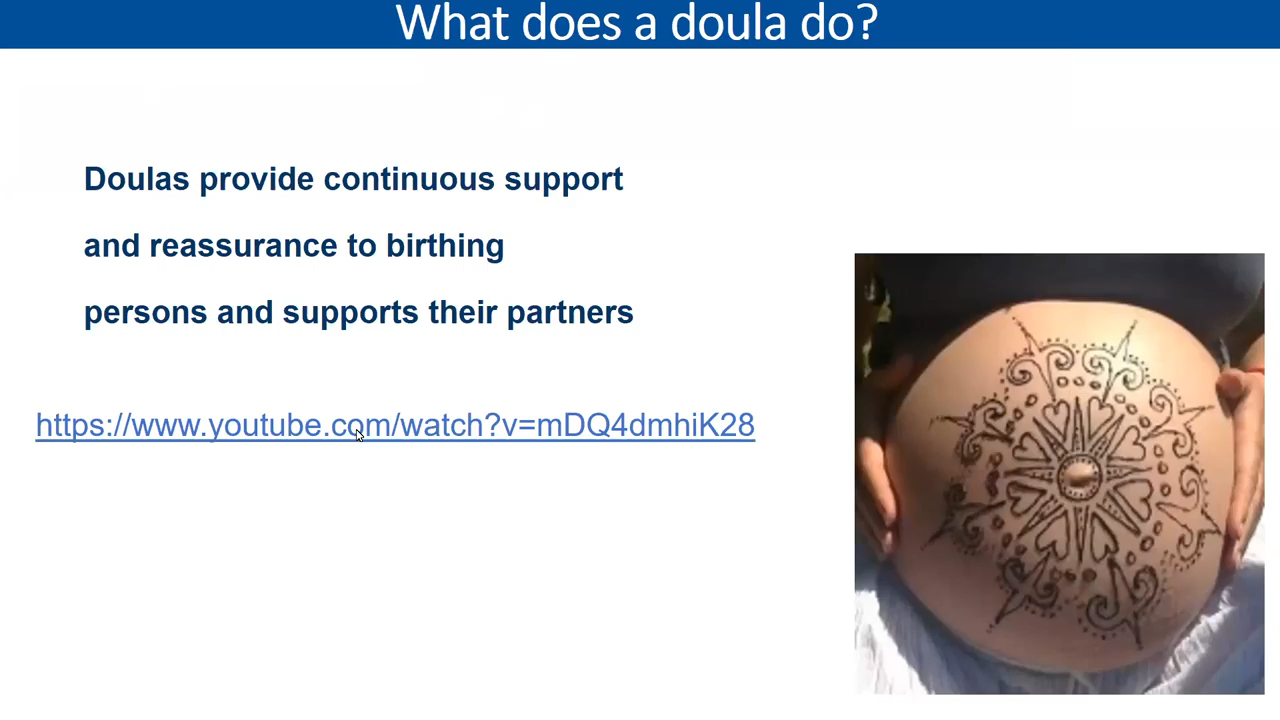 What does a doula do?
Doulas provide continuous support
and reassurance to birthing
persons and supports their partners
https://www.youtube.com/watch?v=mDQ4dmhiK28